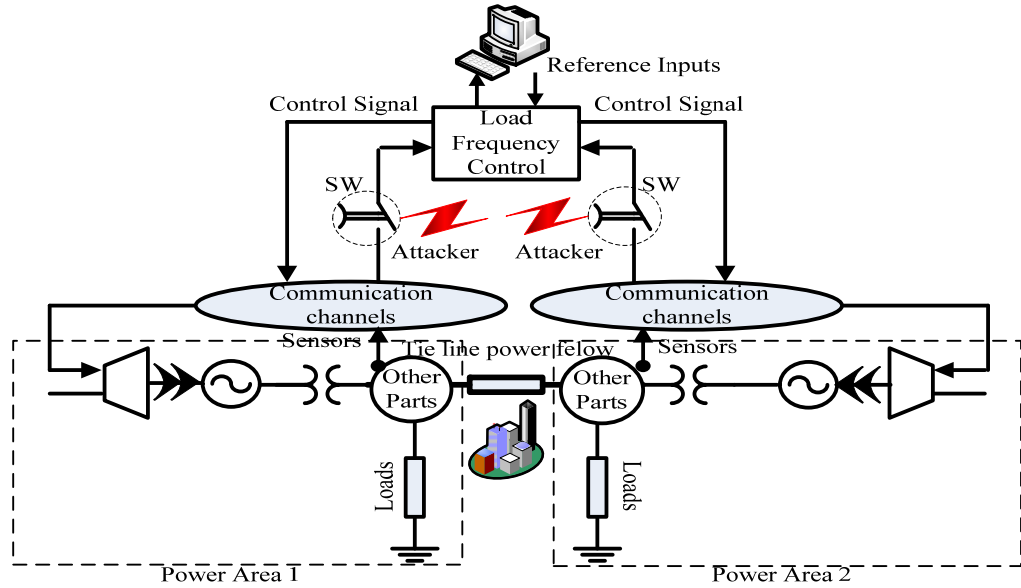 Reference Inputs
Control Signal
Control Signal
Load
Frequency
Control
SW
SW
Attacker
Attacker
Communication
channels
Communication
channels
Sensors
Tie line power felow
Sensors
Other
Parts
Other
Parts
Loads
Loads
Power Area 1
Power Area 2